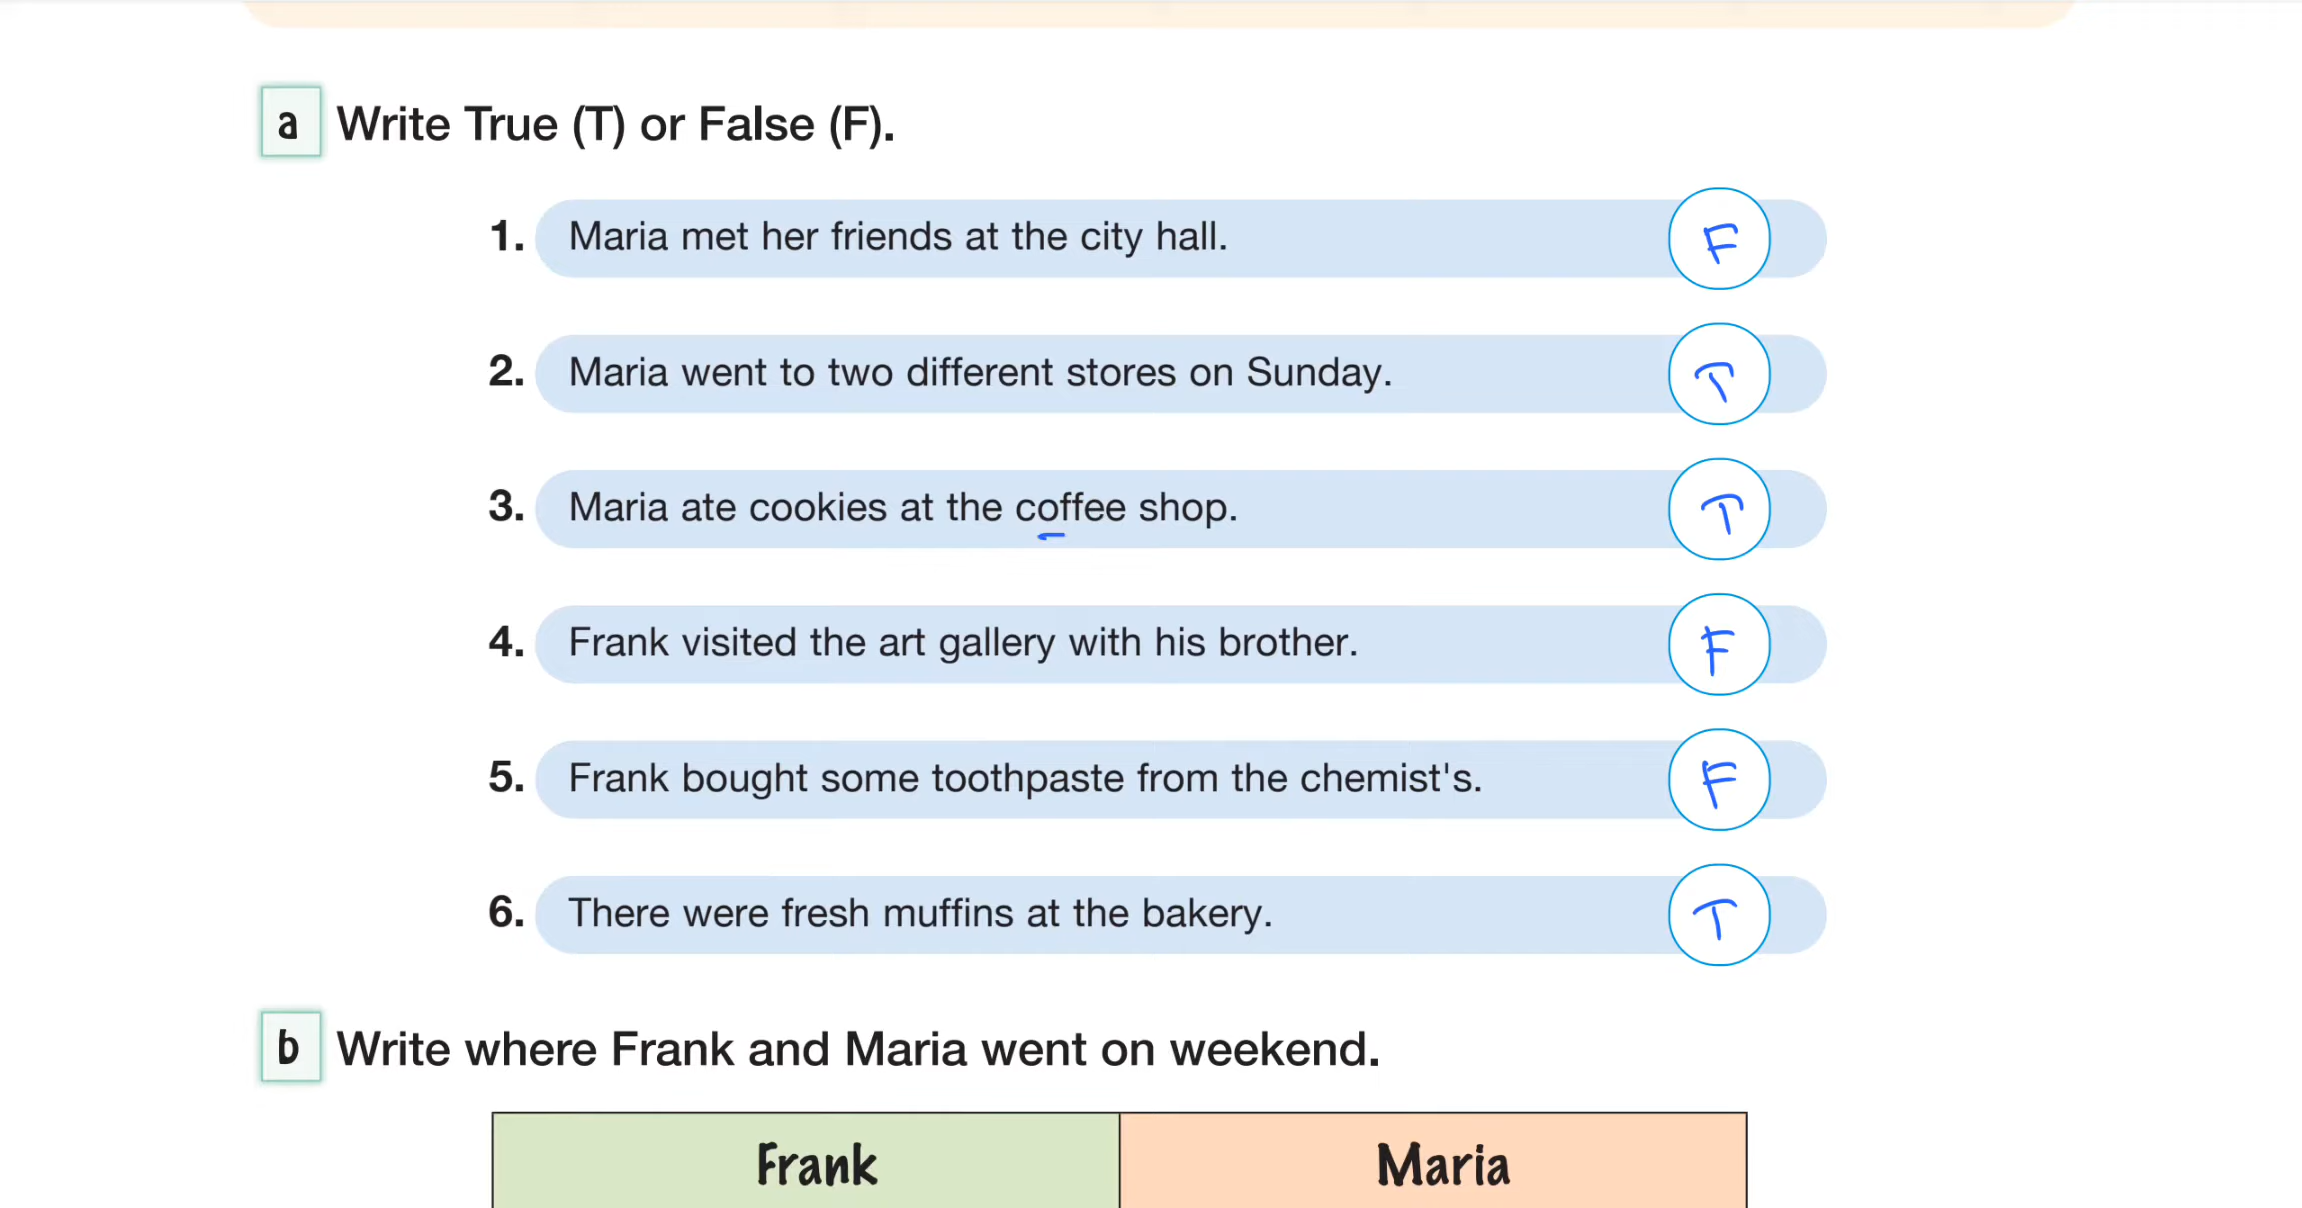 a Write True (T) or False (F).
1. Maria met her friends at the city hall. F
2. Maria went to two different stores on Sunday. T
3. Maria ate cookies at the coffee shop. T
4. Frank visited the art gallery with his brother. F
5. Frank bought some toothpaste from the chemist's. F
6. There were fresh muffins at the bakery. T
b Write where Frank and Maria went on weekend.
Frank Maria